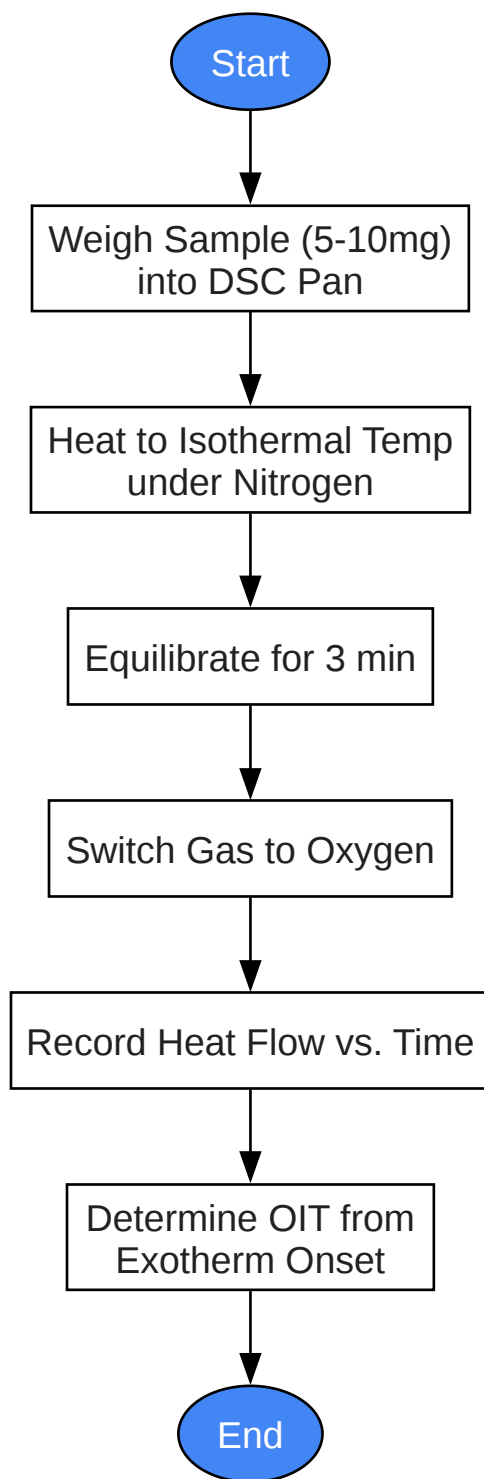 Start
Weigh Sample (5-10mg)
into DSC Pan
Heat to Isothermal Temp
under Nitrogen
Equilibrate for 3 min
Switch Gas to Oxygen
Record Heat Flow vs. Time
Determine OIT from
Exotherm Onset
End